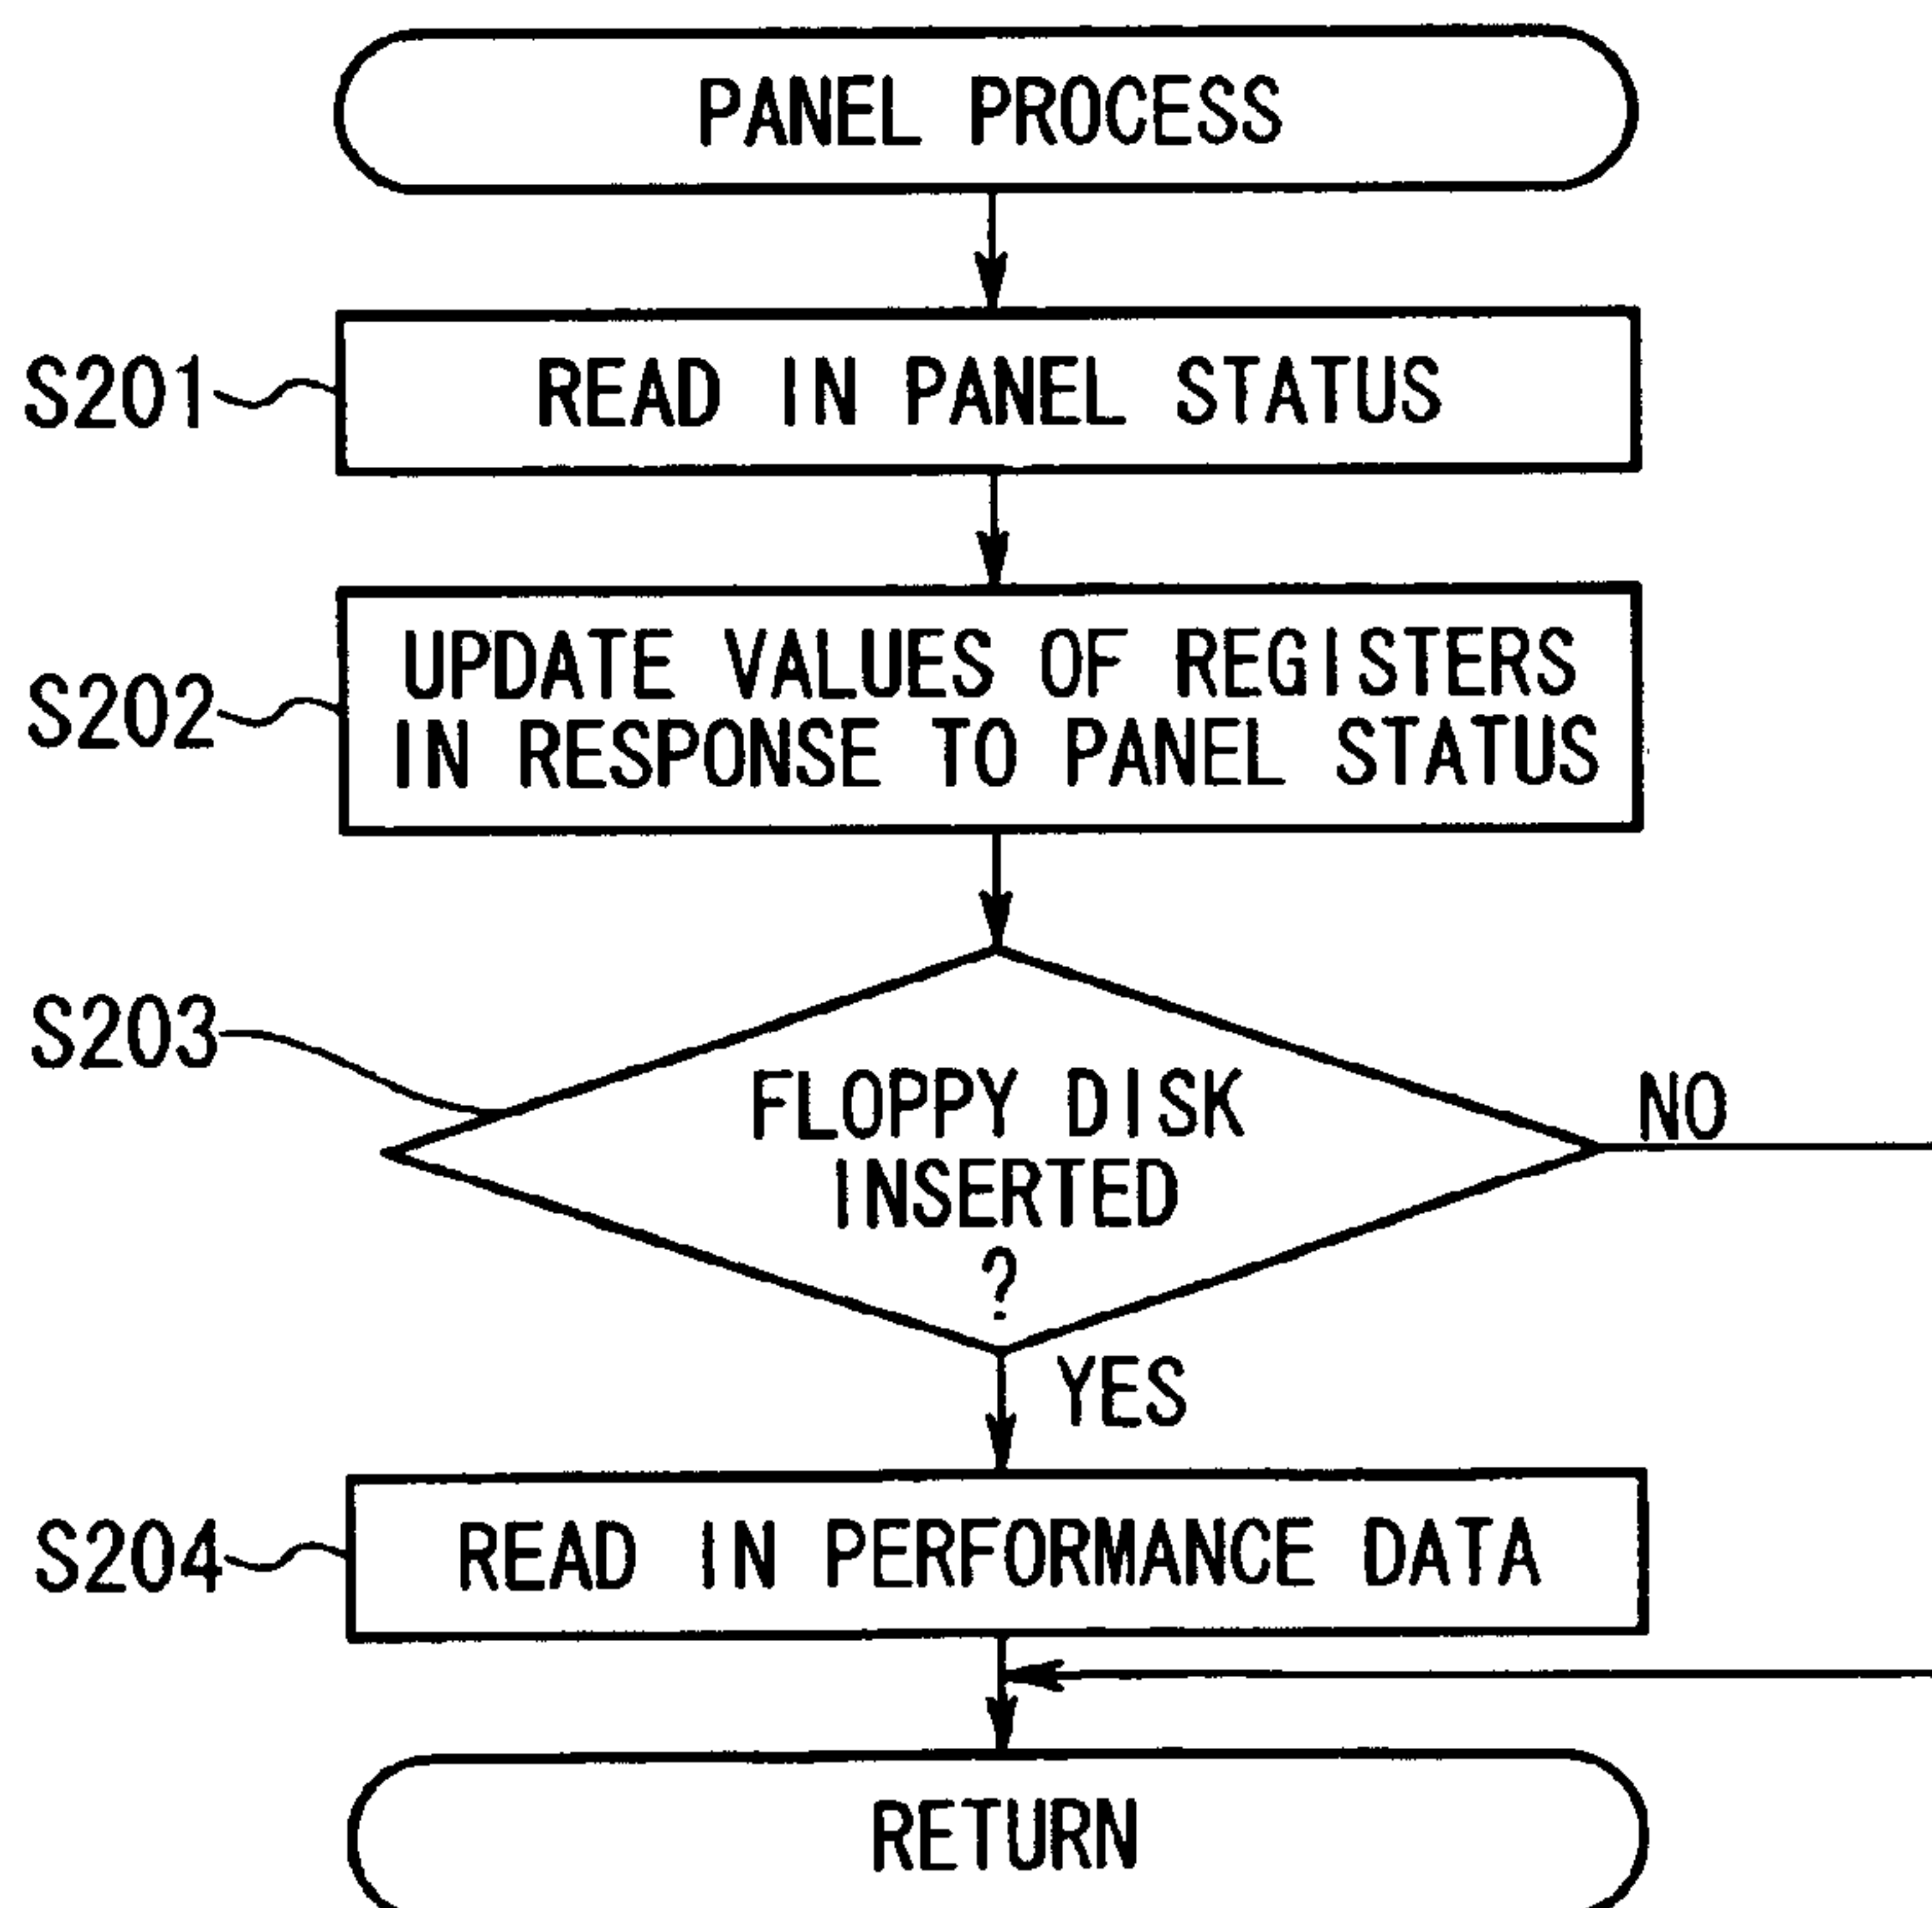 PANEL PROCESS
S201
READ IN PANEL STATUS
S202
UPDATE VALUES OF REGISTERS
IN RESPONSE TO PANEL STATUS
S203
FLOPPY DISK
INSERTED
?
NO
YES
S204
READ IN PERFORMANCE DATA
RETURN